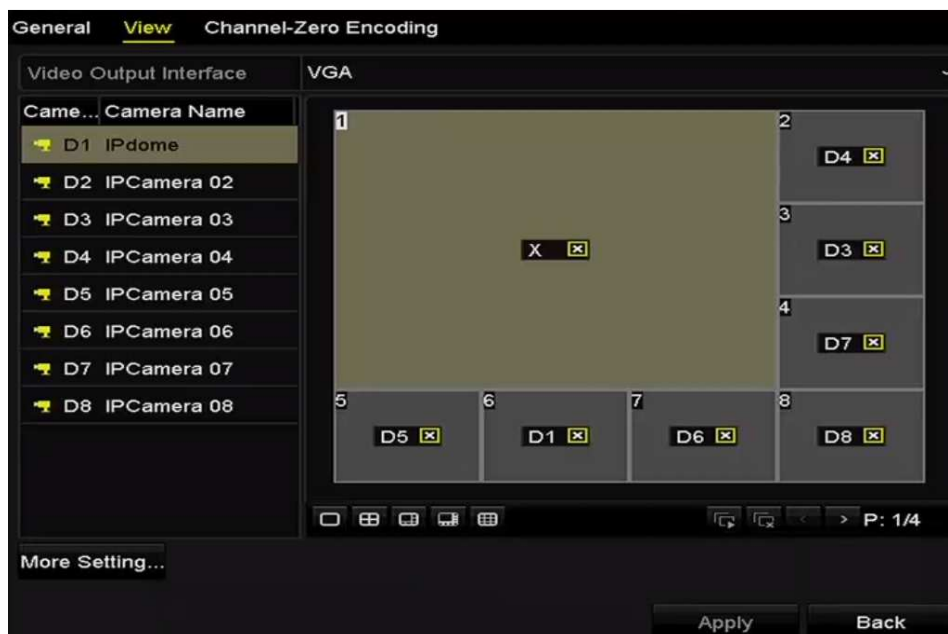 General View Channel-Zero Encoding
Video Output Interface VGA
Came... Camera Name
D1 IPdome
D2 IPCamera 02
D3 IPCamera 03
D4 IPCamera 04
D5 IPCamera 05
D6 IPCamera 06
D7 IPCamera 07
D8 IPCamera 08
1
X
2
D4
3
D3
4
D7
5
D5
6
D1
7
D6
8
D8
P: 1/4
More Setting...
Apply Back